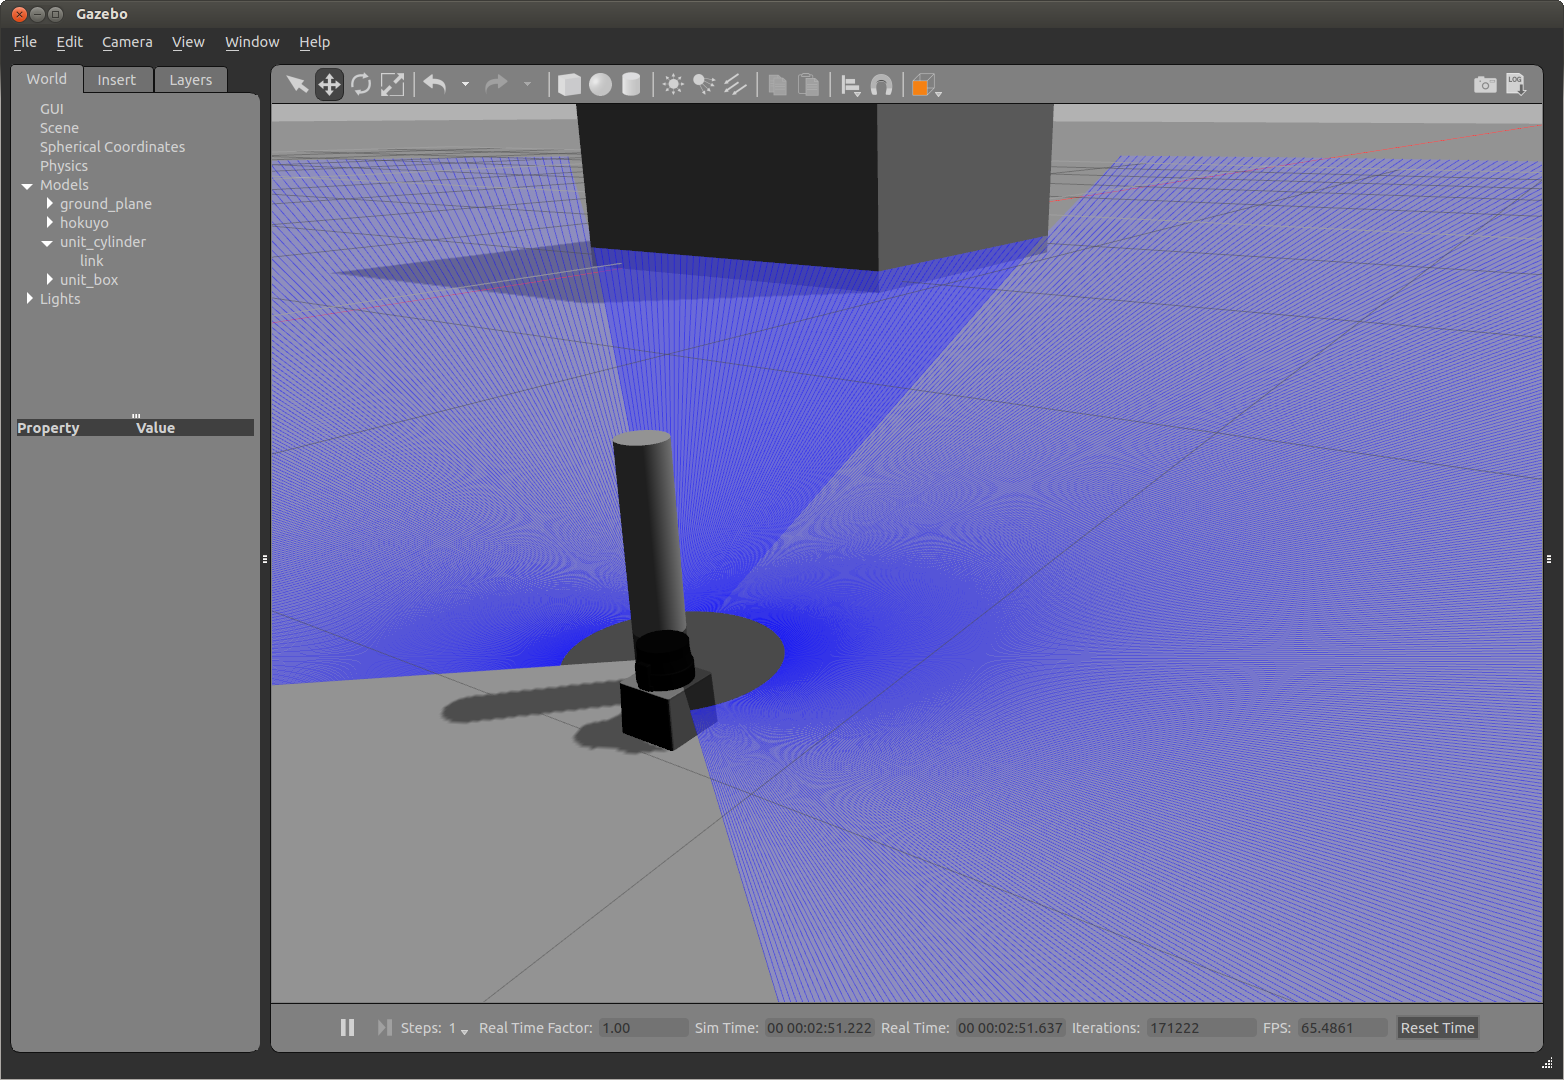 Gazebo
File Edit Camera View Window Help
World Insert Layers
GUI
Scene
Spherical Coordinates
Physics
Models
ground_plane
hokuyo
unit_cylinder
link
unit_box
Lights
Property Value
LOG
Steps: 1 Real Time Factor: 1.00 Sim Time: 00 00:02:51.222 Real Time: 00 00:02:51.637 Iterations: 171222 FPS: 65.4861 Reset Time